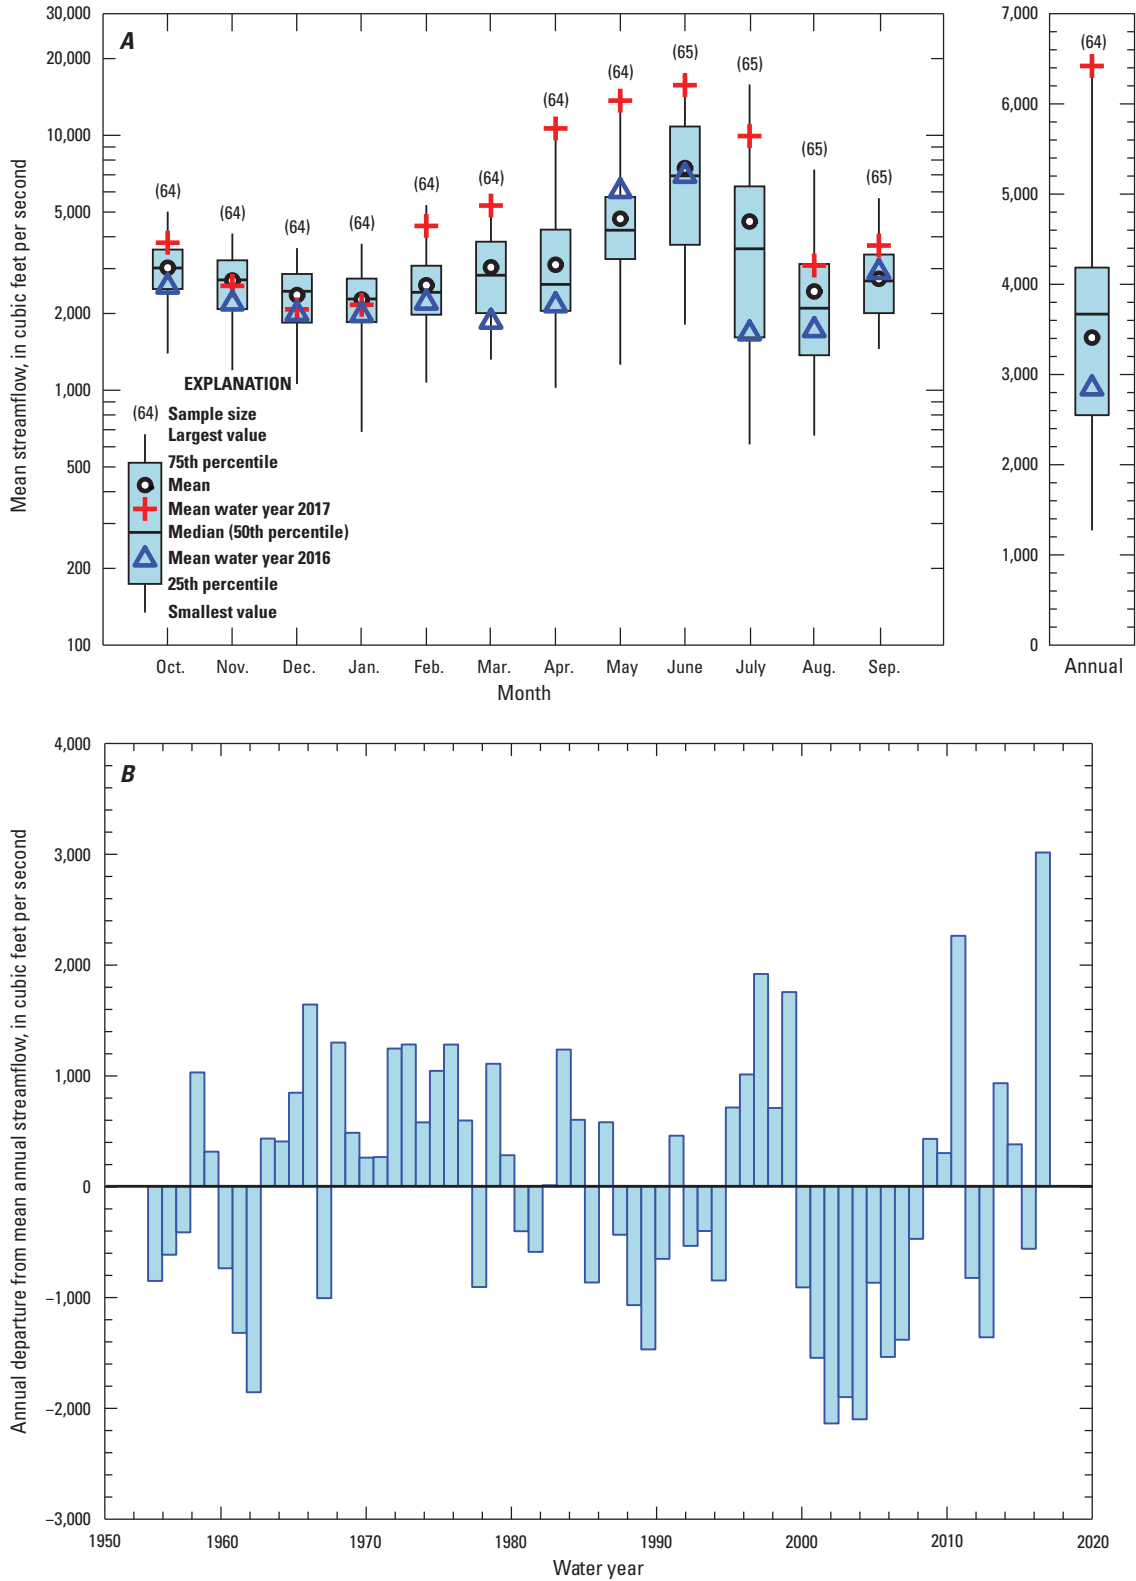 A
Mean streamflow, in cubic feet per second
30,000
20,000
10,000
5,000
2,000
1,000
500
200
100
(64)
(64)
(64)
(64)
(64)
(64)
(64)
(64)
(65)
(65)
(65)
(65)
EXPLANATION
(64) Sample size
Largest value
75th percentile
Mean
Mean water year 2017
Median (50th percentile)
Mean water year 2016
25th percentile
Smallest value
Oct. Nov. Dec. Jan. Feb. Mar. Apr. May June July Aug. Sep.
Month
7,000
6,000
5,000
4,000
3,000
2,000
1,000
0
(64)
Annual
B
Annual departure from mean annual streamflow, in cubic feet per second
4,000
3,000
2,000
1,000
0
–1,000
–2,000
–3,000
1950 1960 1970 1980 1990 2000 2010 2020
Water year